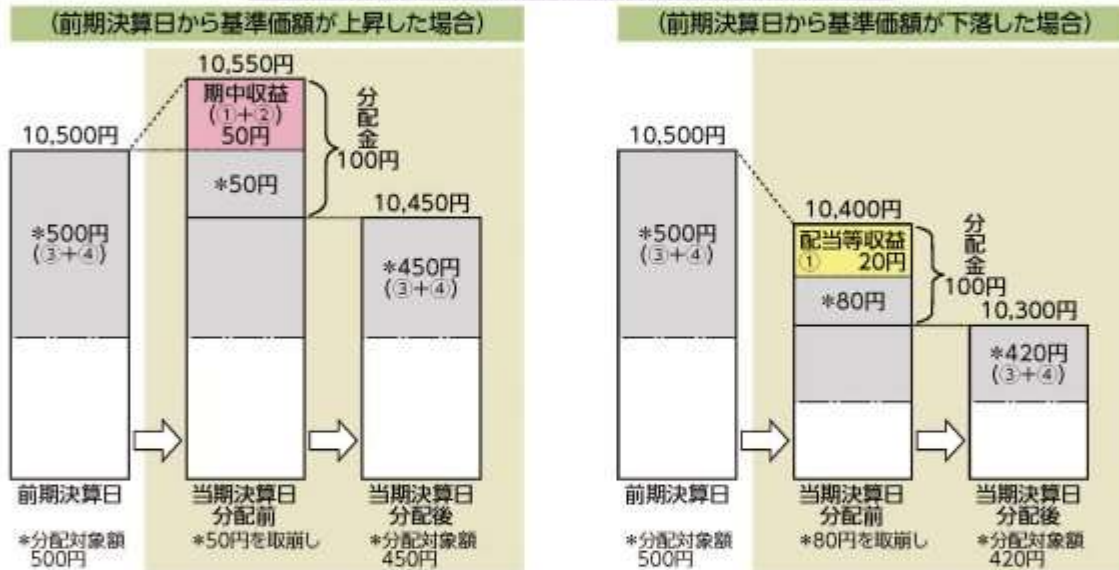 (前期決算日から基準価額が上昇した場合)
10,550円
期中収益
(①+②)
50円
分配金
100円
10,500円
*50円
10,450円
*500円
(③+④)
*450円
(③+④)
前期決算日
当期決算日
分配前
当期決算日
分配後
*分配対象額
500円
*50円を取崩し
*分配対象額
450円
(前期決算日から基準価額が下落した場合)
10,500円
10,400円
配当等収益
① 20円
分配金
100円
*500円
(③+④)
*80円
10,300円
*420円
(③+④)
前期決算日
当期決算日
分配前
当期決算日
分配後
*分配対象額
500円
*80円を取崩し
*分配対象額
420円